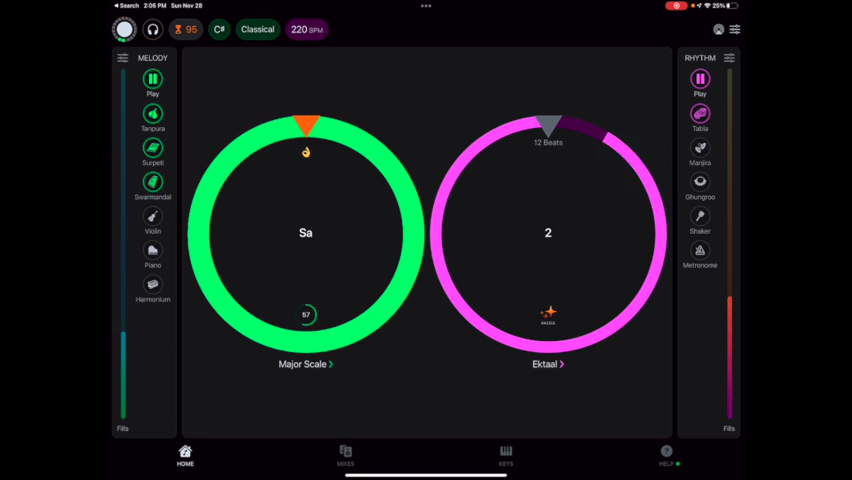 Search 2:05 PM Sun Nov 28
25%
95
C#
Classical
220 BPM
MELODY
Play
Tanpura
Surpeti
Swarmandal
Violin
Piano
Harmonium
Fills
Sa
57
Major Scale
12 Beats
2
DAZZLE
Ektaal
RHYTHM
Play
Tabla
Manjira
Ghungroo
Shaker
Metronome
Fills
HOME
MIXES
KEYS
HELP